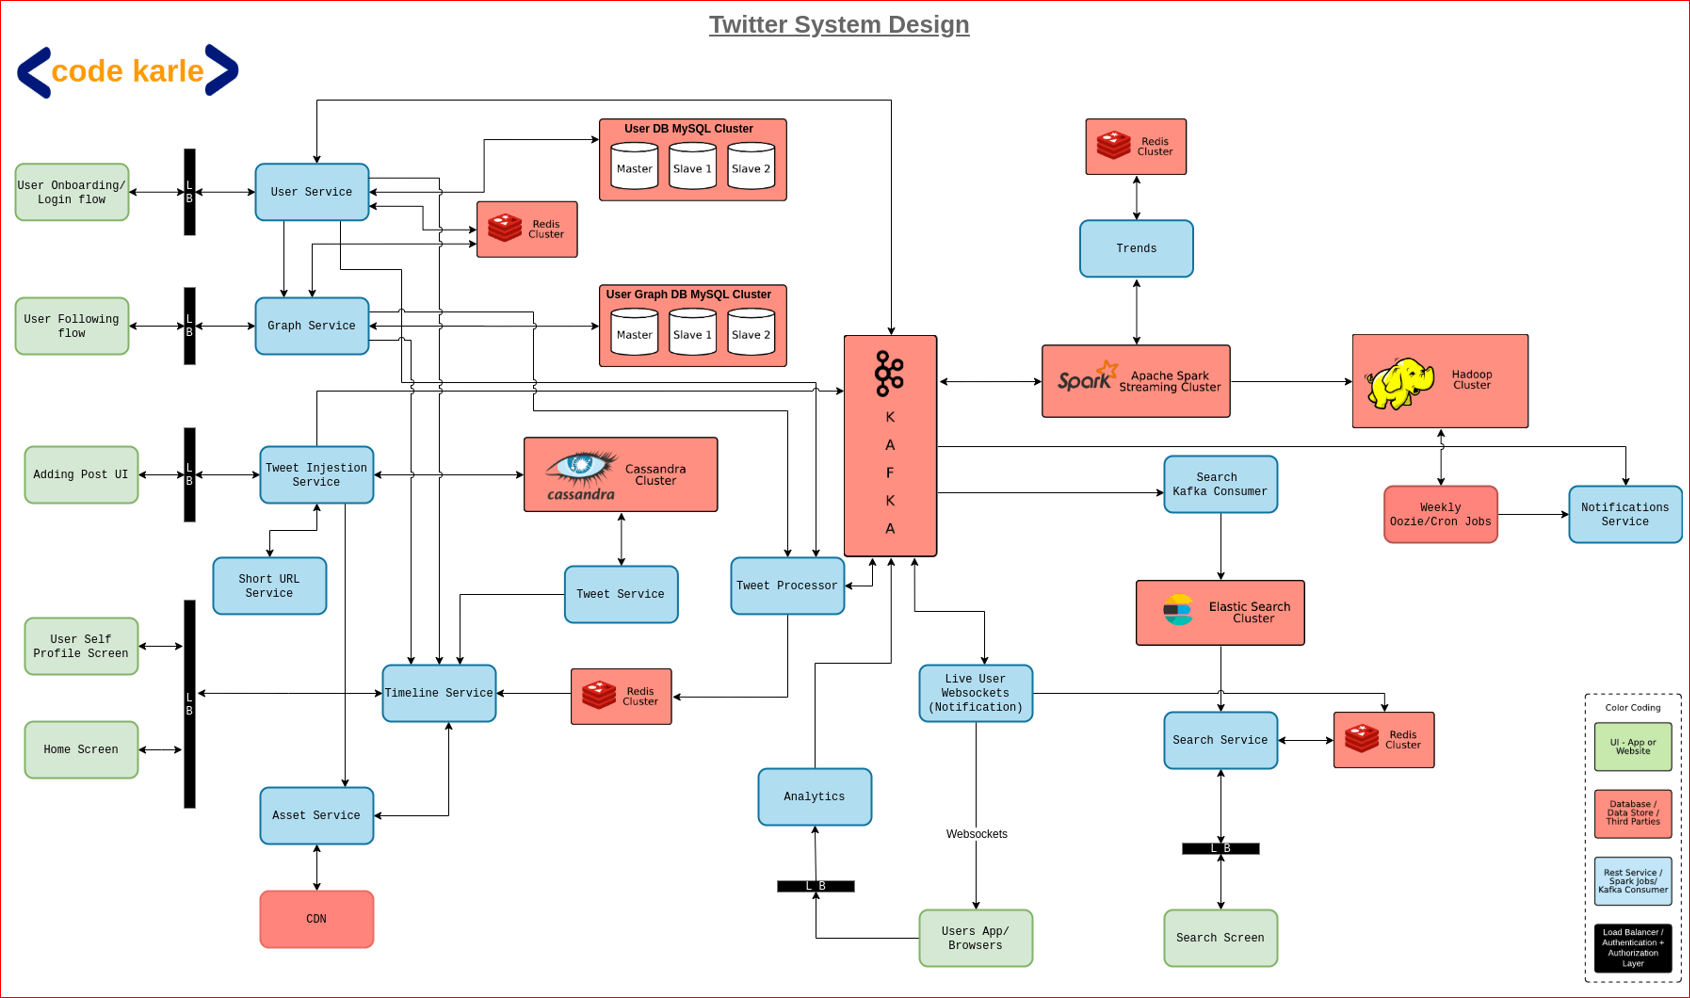 Twitter System Design
<code karle>
User DB MySQL Cluster
Master
Slave 1
Slave 2
Redis
Cluster
User Onboarding/
Login flow
L
B
User Service
Redis
Cluster
Trends
User Graph DB MySQL Cluster
Master
Slave 1
Slave 2
User Following
flow
L
B
Graph Service
Spark
Apache Spark
Streaming Cluster
Hadoop
Cluster
K
A
F
K
A
Adding Post UI
L
B
Tweet Injestion
Service
cassandra
Cassandra
Cluster
Search
Kafka Consumer
Weekly
Oozie/Cron Jobs
Notifications
Service
Short URL
Service
Tweet Service
Tweet Processor
Elastic Search
Cluster
User Self
Profile Screen
L
B
Timeline Service
Redis
Cluster
Live User
Websockets
(Notification)
Home Screen
Search Service
Redis
Cluster
Asset Service
Analytics
Websockets
L B
L B
CDN
Users App/
Browsers
Search Screen
Color Coding
UI - App or
Website
Database /
Data Store /
Third Parties
Rest Service /
Spark Jobs/
Kafka Consumer
Load Balancer /
Authentication +
Authorization
Layer